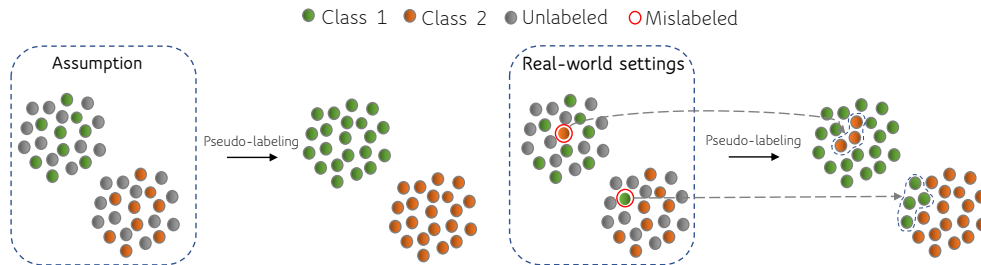 Class 1 Class 2 Unlabeled Mislabeled
Assumption
Real-world settings
Pseudo-labeling
Pseudo-labeling